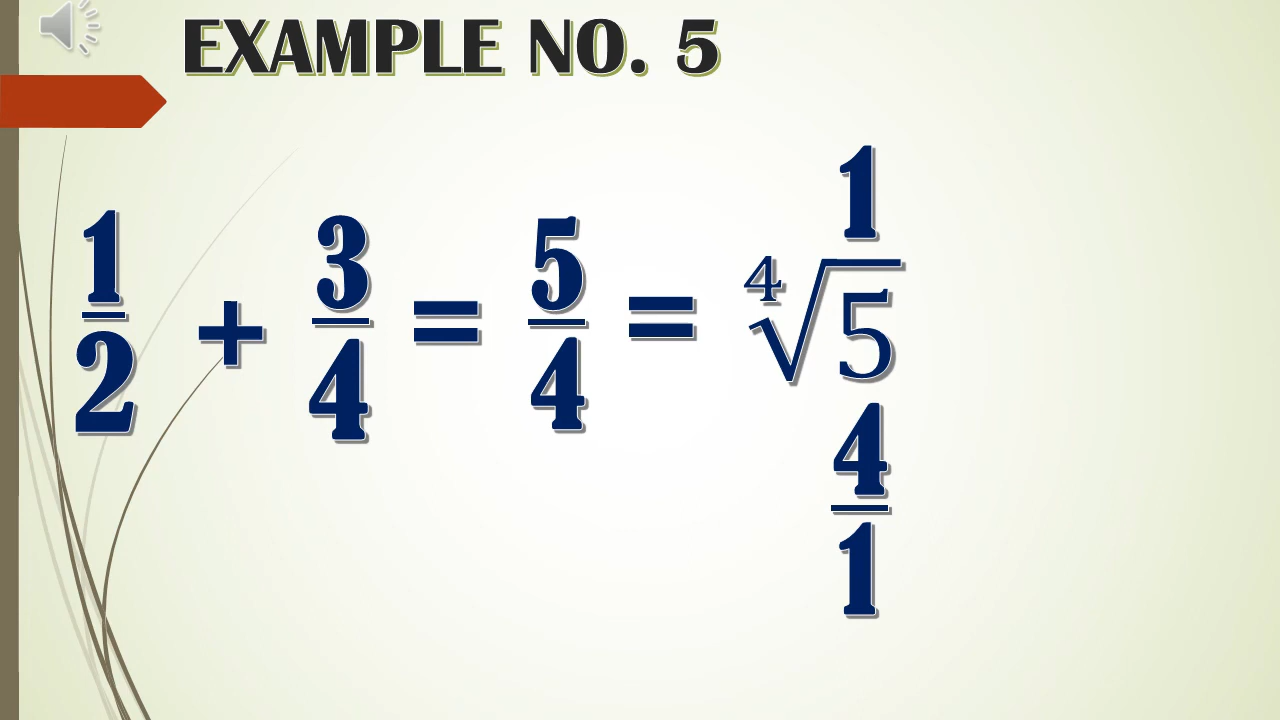 EXAMPLE NO. 5
1/2 + 3/4 = 5/4 =
1
4√5
4
1